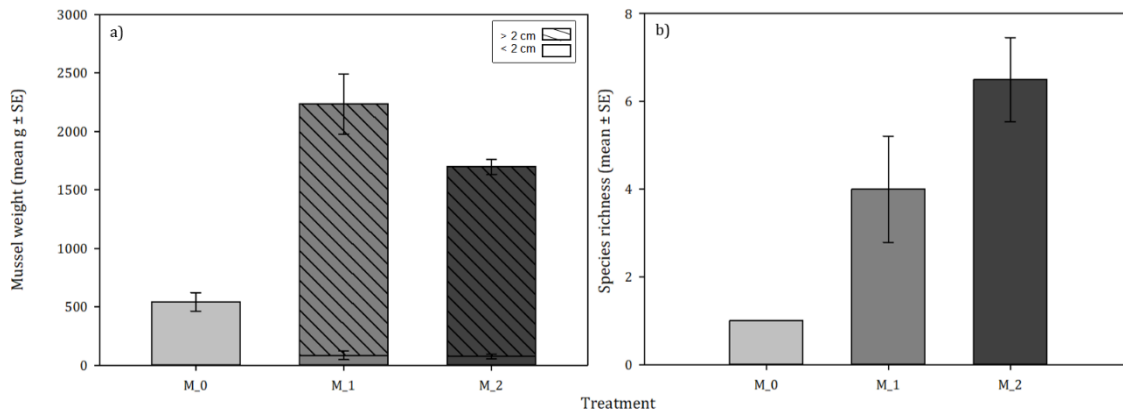 a)
> 2 cm
< 2 cm
Mussel weight (mean g ± SE)
3000
2500
2000
1500
1000
500
0
M_0
M_1
M_2
b)
Species richness (mean ± SE)
8
6
4
2
0
M_0
M_1
M_2
Treatment